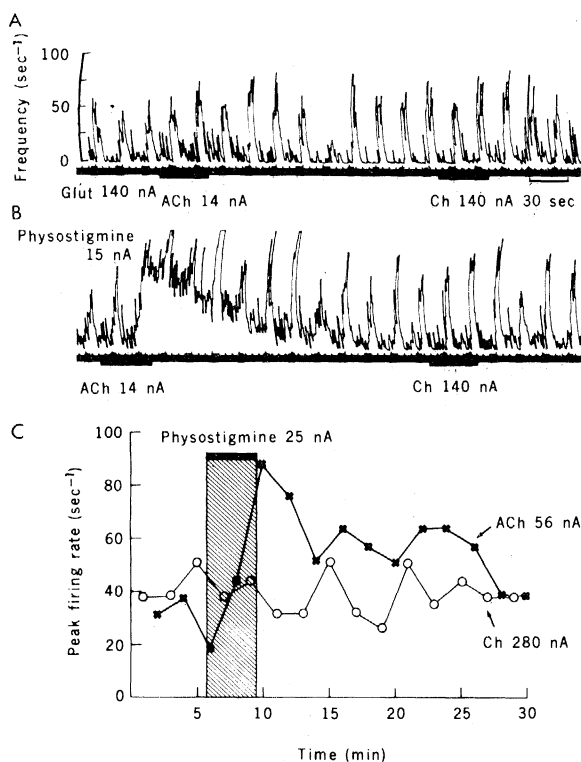 A
Frequency (sec⁻¹)
100
50
0
Glut 140 nA
ACh 14 nA
Ch 140 nA
30 sec
B
Physostigmine
15 nA
ACh 14 nA
Ch 140 nA
C
Physostigmine 25 nA
Peak firing rate (sec⁻¹)
100
80
60
40
20
0
ACh 56 nA
Ch 280 nA
5 10 15 20 25 30
Time (min)